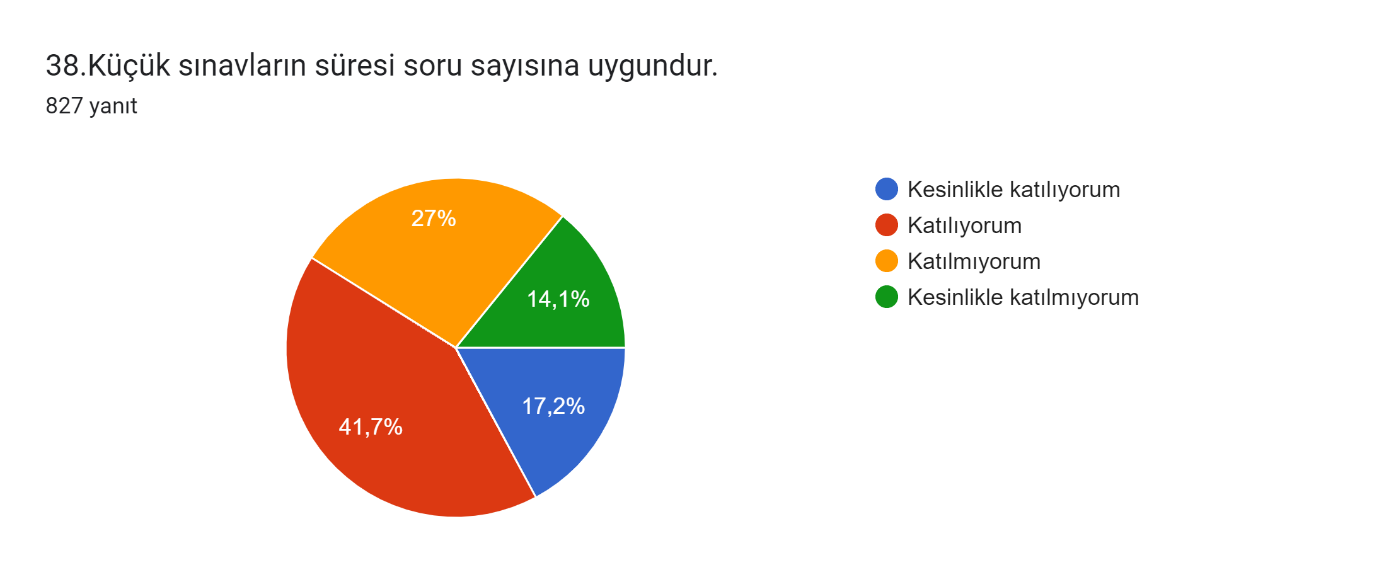 38.Küçük sınavların süresi soru sayısına uygundur.
827 yanıt
Kesinlikle katılıyorum
Katılıyorum
Katılmıyorum
Kesinlikle katılmıyorum
27%
14,1%
17,2%
41,7%